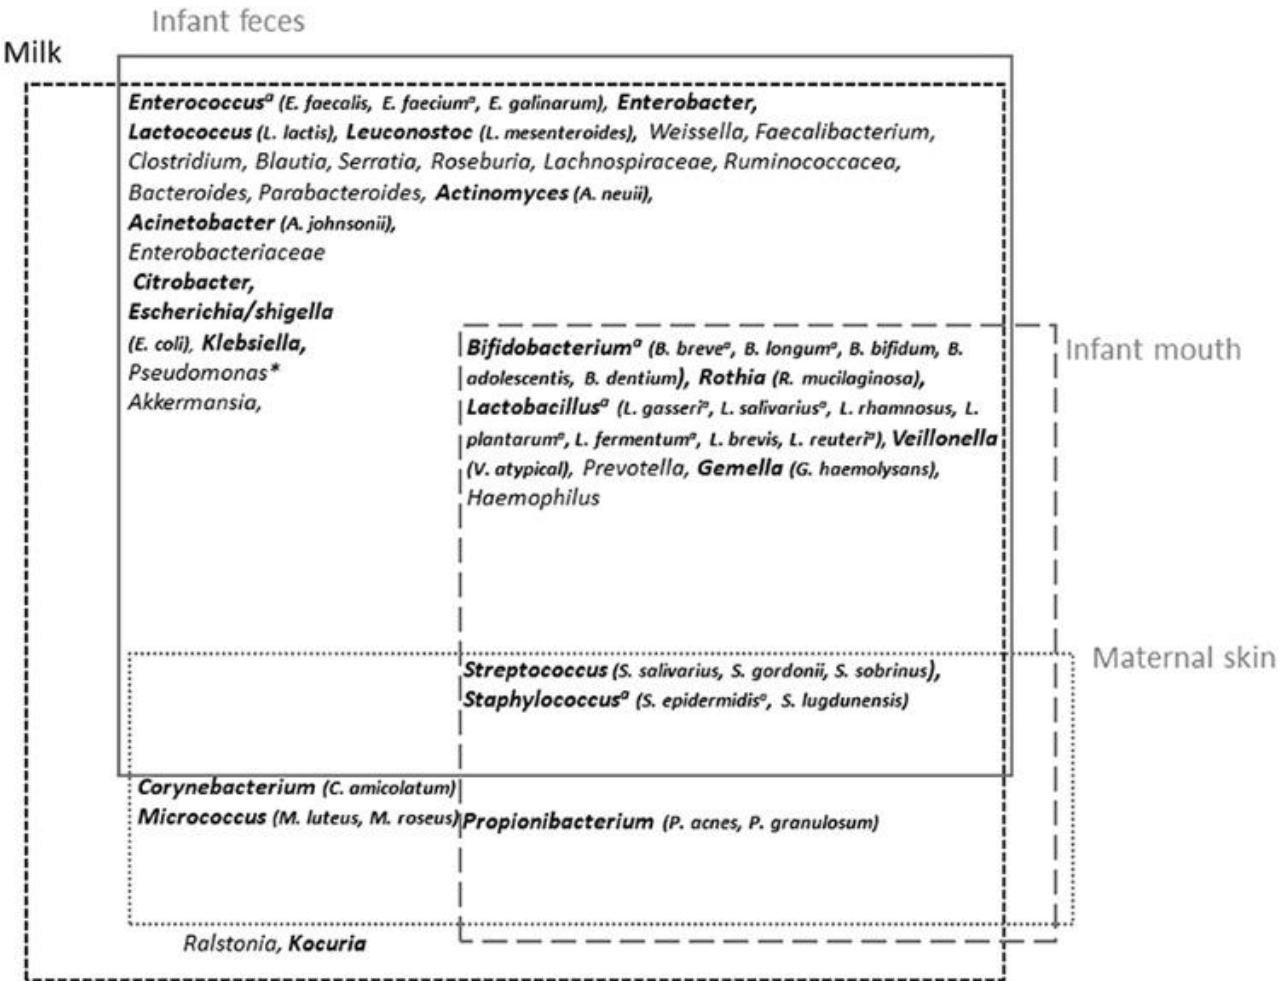 Infant feces
Milk
Enterococcusᵃ (E. faecalis, E. faeciumᵃ, E. galinarum), Enterobacter,
Lactococcus (L. lactis), Leuconostoc (L. mesenteroides), Weissella, Faecalibacterium,
Clostridium, Blautia, Serratia, Roseburia, Lachnospiraceae, Ruminococcacea,
Bacteroides, Parabacteroides, Actinomyces (A. neuii),
Acinetobacter (A. johnsonii),
Enterobacteriaceae
Citrobacter,
Escherichia/shigella
(E. coli), Klebsiella,
Pseudomonas*
Akkermansia,
Infant mouth
Bifidobacteriumᵃ (B. breveᵃ, B. longumᵃ, B. bifidum, B.
adolescentis, B. dentium), Rothia (R. mucilaginosa),
Lactobacillusᵃ (L. gasseriᵃ, L. salivariusᵃ, L. rhamnosus, L.
plantarumᵃ, L. fermentumᵃ, L. brevis, L. reuteriᵃ), Veillonella
(V. atypical), Prevotella, Gemella (G. haemolysans),
Haemophilus
Maternal skin
Streptococcus (S. salivarius, S. gordonii, S. sobrinus),
Staphylococcusᵃ (S. epidermidisᵃ, S. lugdunensis)
Corynebacterium (C. amicolatum)
Micrococcus (M. luteus, M. roseus)
Propionibacterium (P. acnes, P. granulosum)
Ralstonia, Kocuria